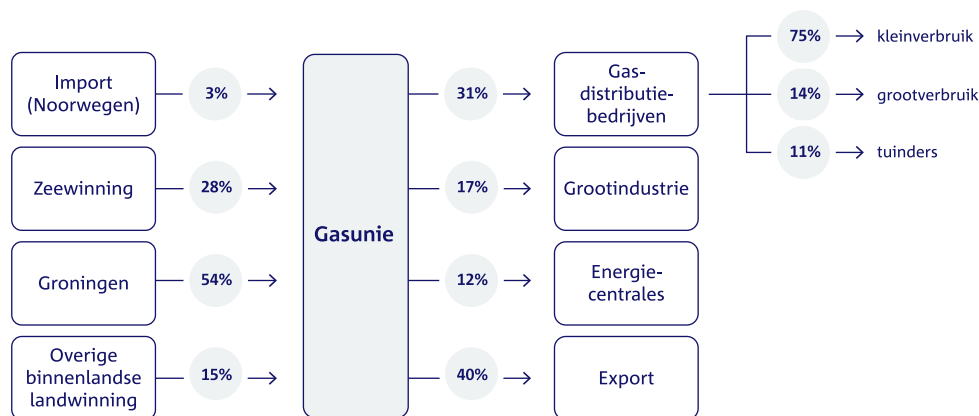 Import
(Noorwegen)
3%
Zeewinning
28%
Groningen
54%
Overige
binnenlandse
landwinning
15%
Gasunie
31%
Gas-
distributie-
bedrijven
17%
Grootindustrie
12%
Energie-
centrales
40%
Export
75%
kleinverbruik
14%
grootverbruik
11%
tuinders